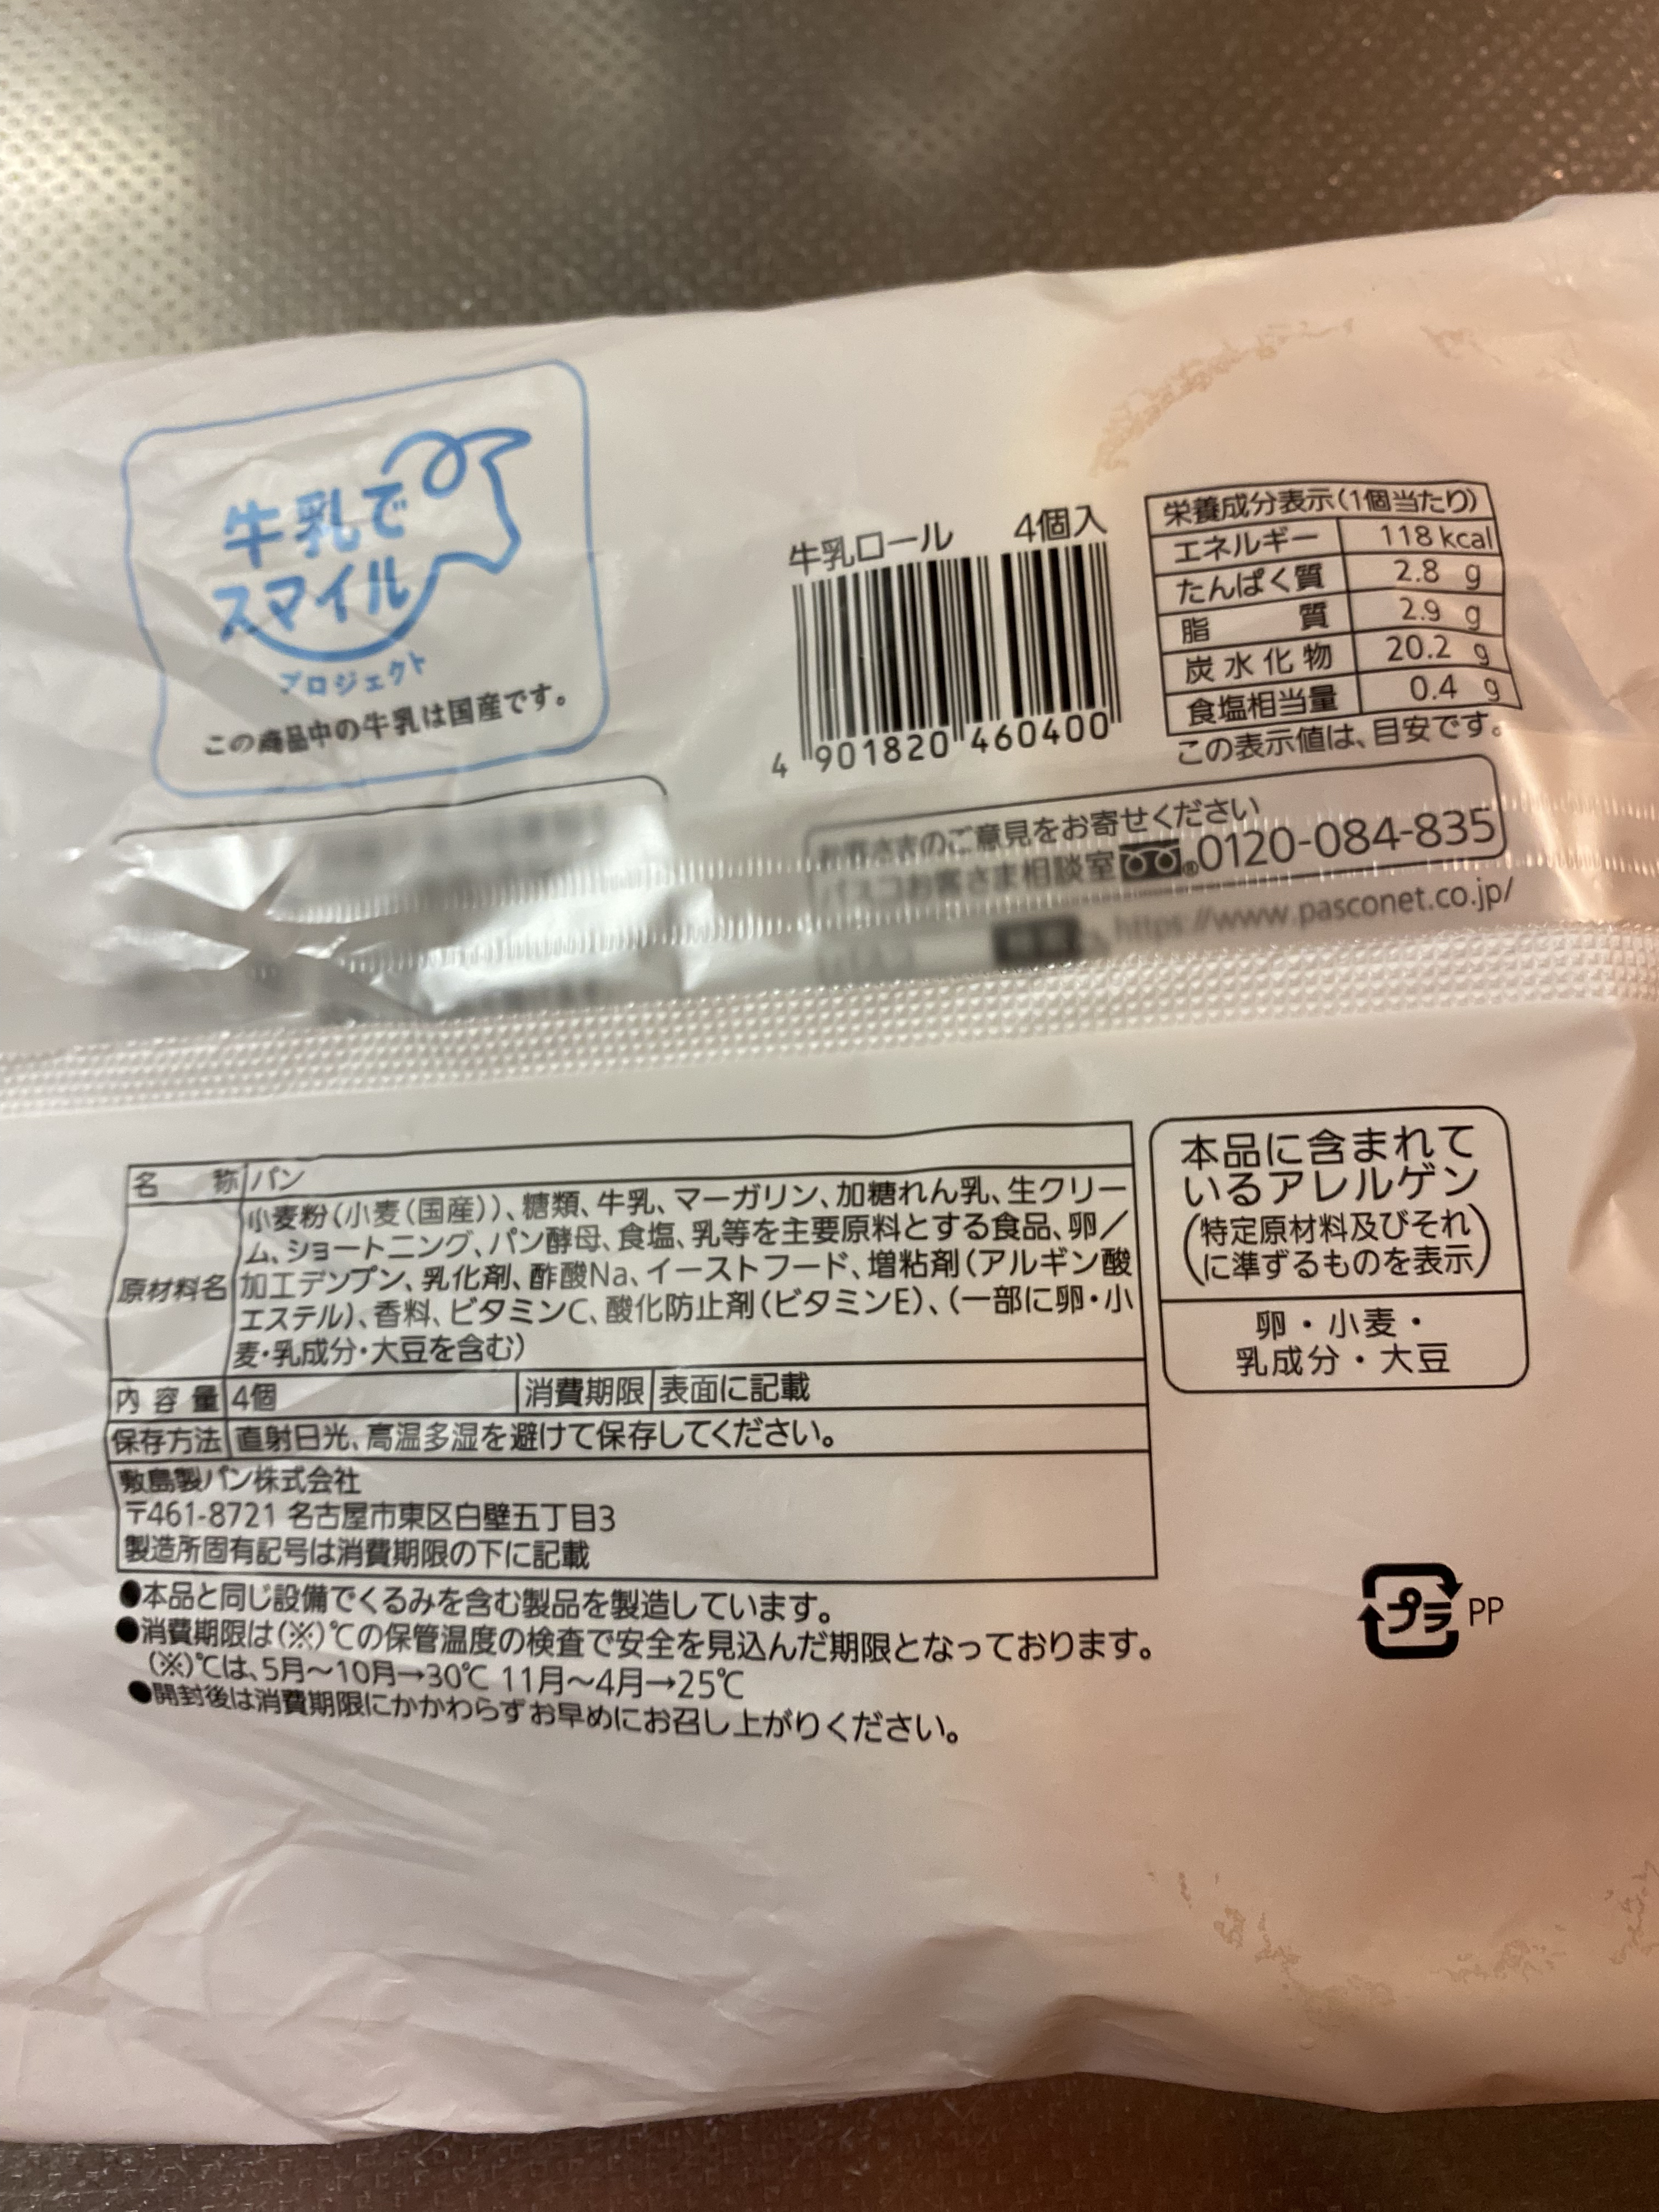 牛乳で
スマイル
プロジェクト
この商品中の牛乳は国産です。
牛乳ロール 4個入
4 901820 460400
栄養成分表示(1個当たり)
エネルギー 118 kcal
たんぱく質 2.8 g
脂質 2.9 g
炭水化物 20.2 g
食塩相当量 0.4 g
この表示値は、目安です。
お客さまのご意見をお寄せください
パスコお客さま相談室 0120-084-835
https://www.pasconet.co.jp/
名称 パン
原材料名 小麦粉(小麦(国産))、糖類、牛乳、マーガリン、加糖れん乳、生クリー
ム、ショートニング、パン酵母、食塩、乳等を主要原料とする食品、卵／
加工デンプン、乳化剤、酢酸Na、イーストフード、増粘剤(アルギン酸
エステル)、香料、ビタミンC、酸化防止剤(ビタミンE)、(一部に卵・小
麦・乳成分・大豆を含む)
内容量 4個 消費期限 表面に記載
保存方法 直射日光、高温多湿を避けて保存してください。
敷島製パン株式会社
〒461-8721 名古屋市東区白壁五丁目3
製造所固有記号は消費期限の下に記載
●本品と同じ設備でくるみを含む製品を製造しています。
●消費期限は(※)℃の保管温度の検査で安全を見込んだ期限となっております。
(※)℃は、5月～10月→30℃ 11月～4月→25℃
●開封後は消費期限にかかわらずお早めにお召し上がりください。
本品に含まれて
いるアレルゲン
(特定原材料及びそれ
に準ずるものを表示)
卵・小麦・
乳成分・大豆
プラ PP